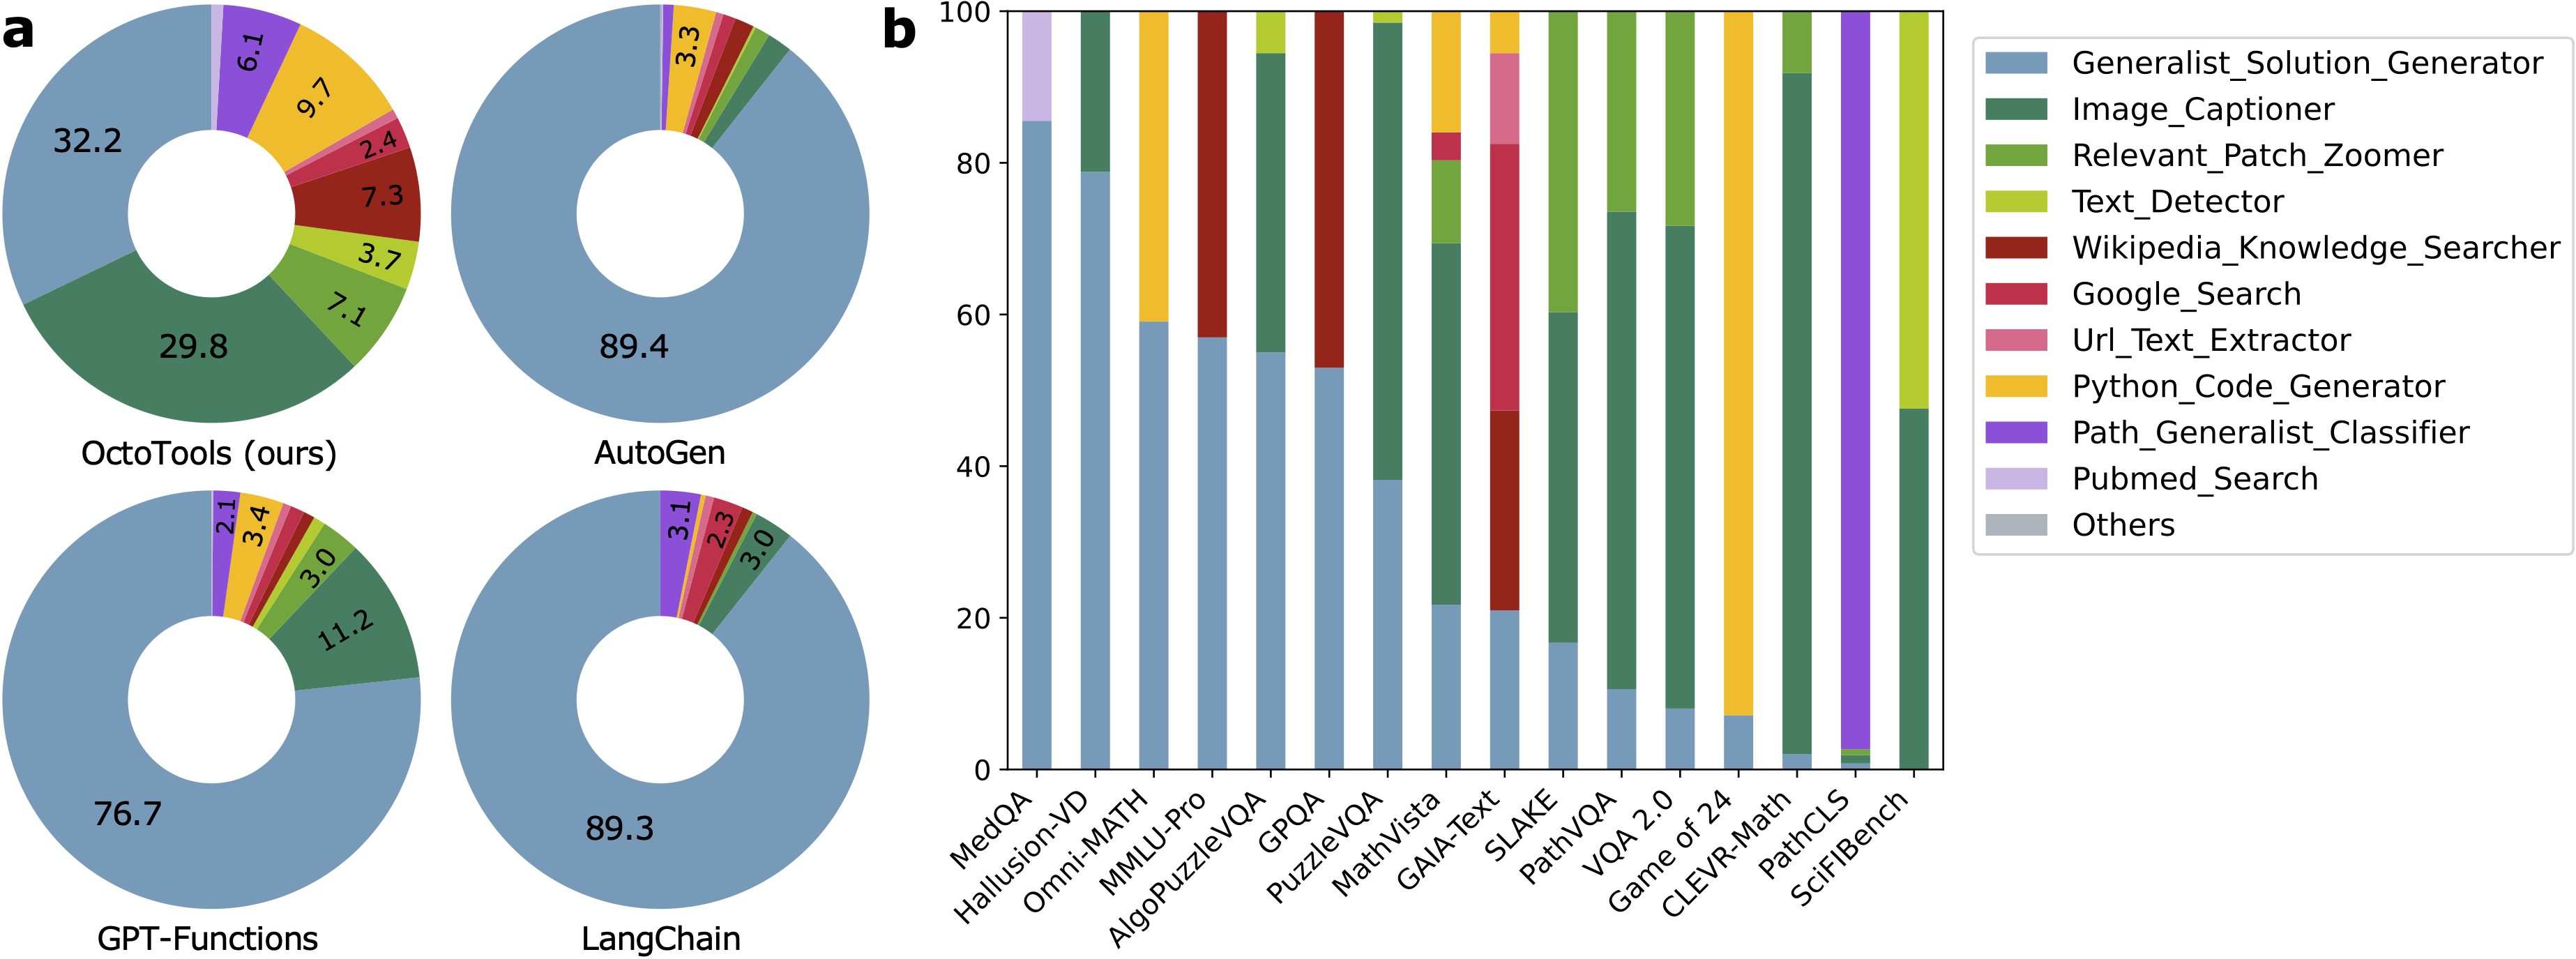 a
6.1
9.7
2.4
7.3
3.7
7.1
29.8
32.2
OctoTools (ours)
3.3
89.4
AutoGen
2.1
3.4
3.0
11.2
76.7
GPT-Functions
3.1
2.3
3.0
89.3
LangChain
b
100
80
60
40
20
0
MedQA
Hallusion-VD
Omni-MATH
MMLU-Pro
AlgoPuzzleVQA
GPQA
PuzzleVQA
MathVista
GAIA-Text
SLAKE
PathVQA
VQA 2.0
Game of 24
CLEVR-Math
PathCLS
SciFIBench
Generalist_Solution_Generator
Image_Captioner
Relevant_Patch_Zoomer
Text_Detector
Wikipedia_Knowledge_Searcher
Google_Search
Url_Text_Extractor
Python_Code_Generator
Path_Generalist_Classifier
Pubmed_Search
Others